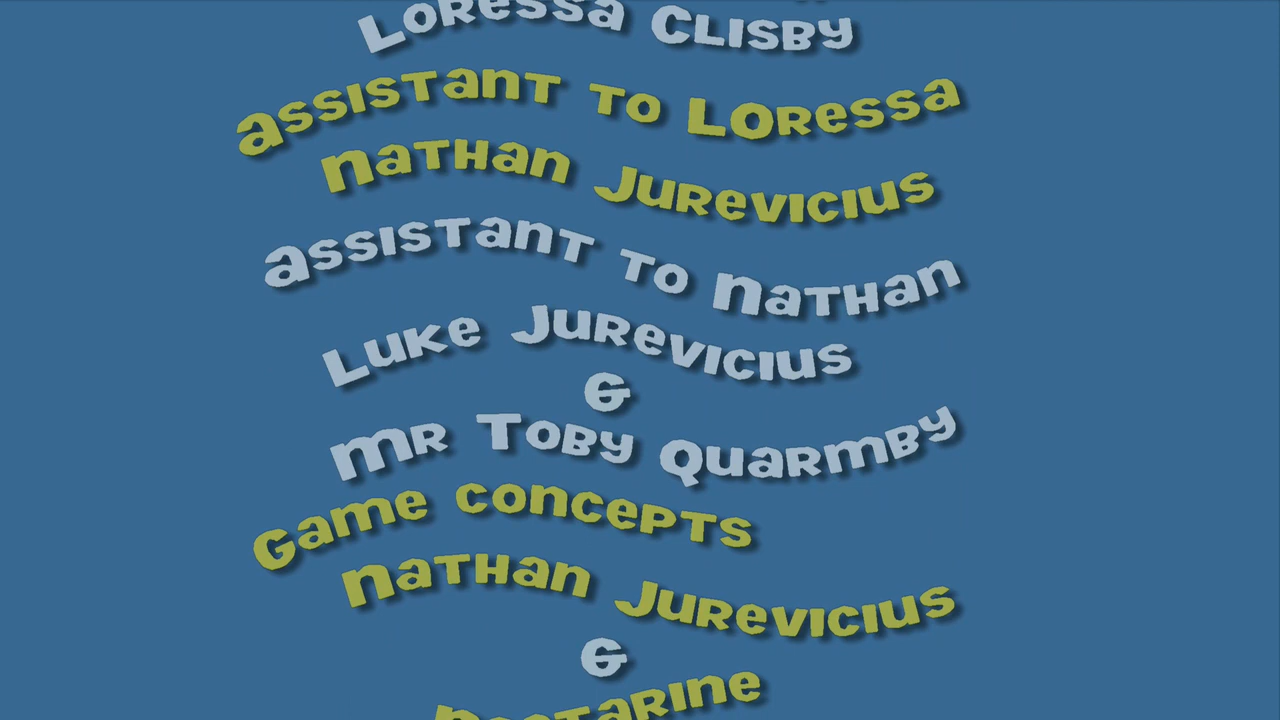 Loressa Clisby
assistant to Loressa
nathan Jurevicius
assistant to nathan
Luke Jurevicius
&
mr Toby Quarmby
Game concepts
nathan Jurevicius
&
nectarine